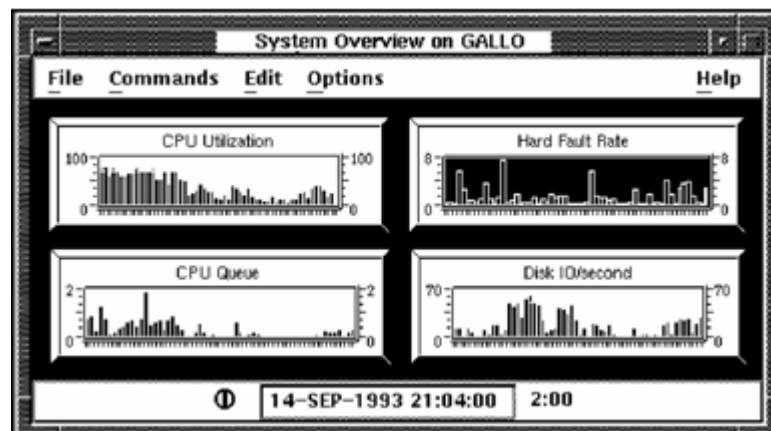 System Overview on GALLO
File Commands Edit Options Help
CPU Utilization
100 100
0 0
Hard Fault Rate
8 8
0 0
CPU Queue
2 2
0 0
Disk IO/second
70 70
0 0
14-SEP-1993 21:04:00 2:00